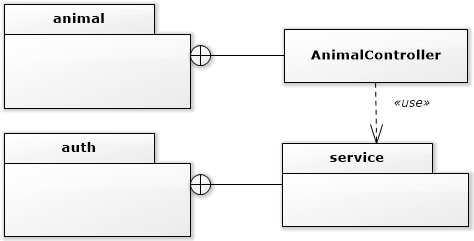 animal
AnimalController
«use»
auth
service